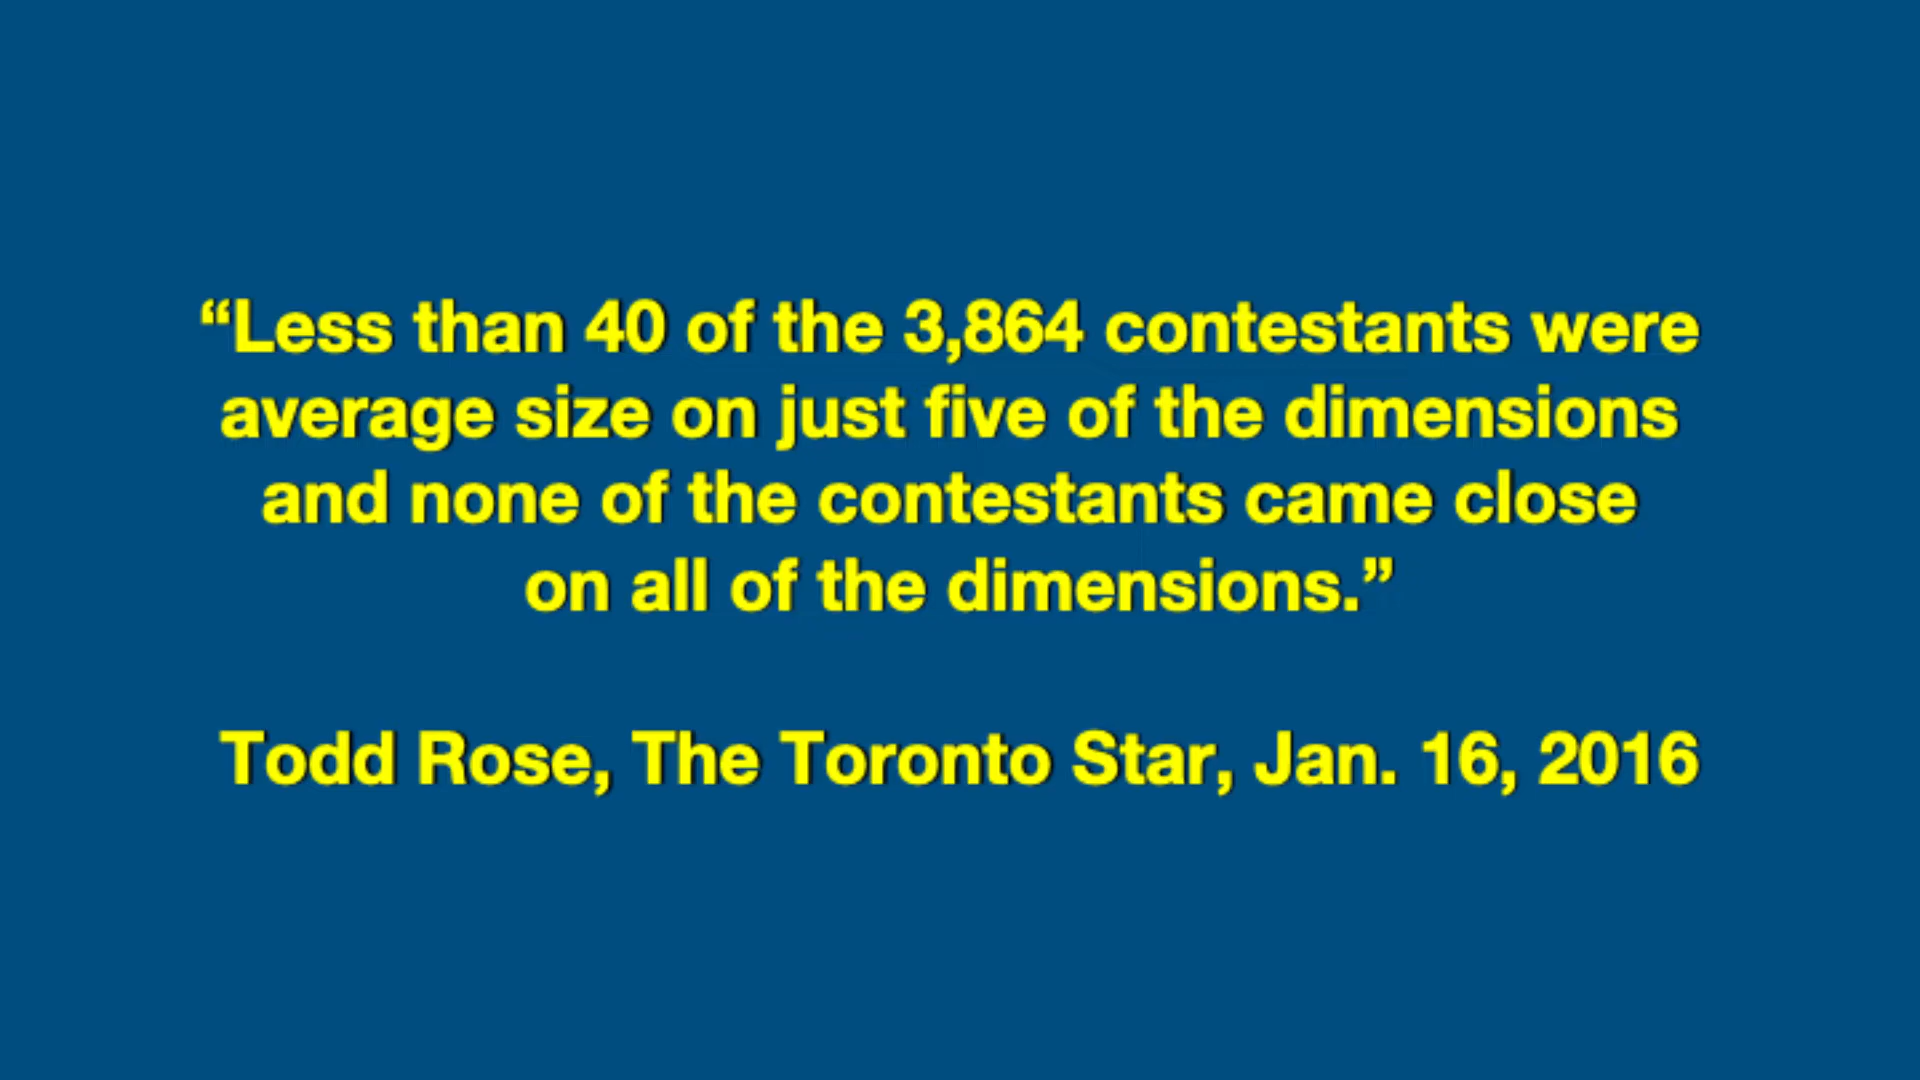 “Less than 40 of the 3,864 contestants were
average size on just five of the dimensions
and none of the contestants came close
on all of the dimensions.”
Todd Rose, The Toronto Star, Jan. 16, 2016